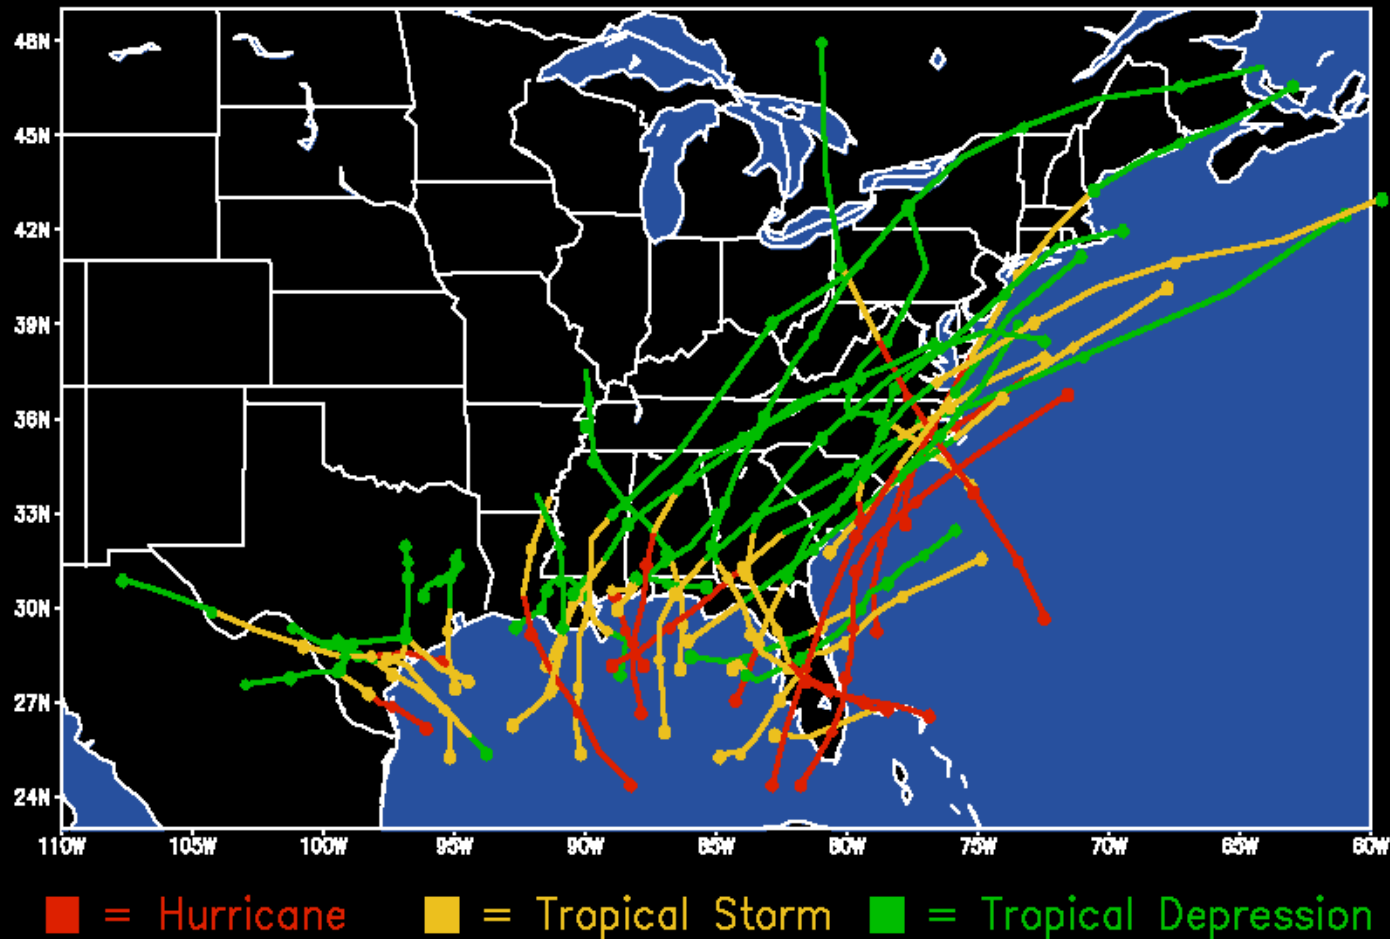 48N
45N
42N
39N
36N
33N
30N
27N
24N
110W 105W 100W 95W 90W 85W 80W 75W 70W 65W 60W
= Hurricane = Tropical Storm = Tropical Depression